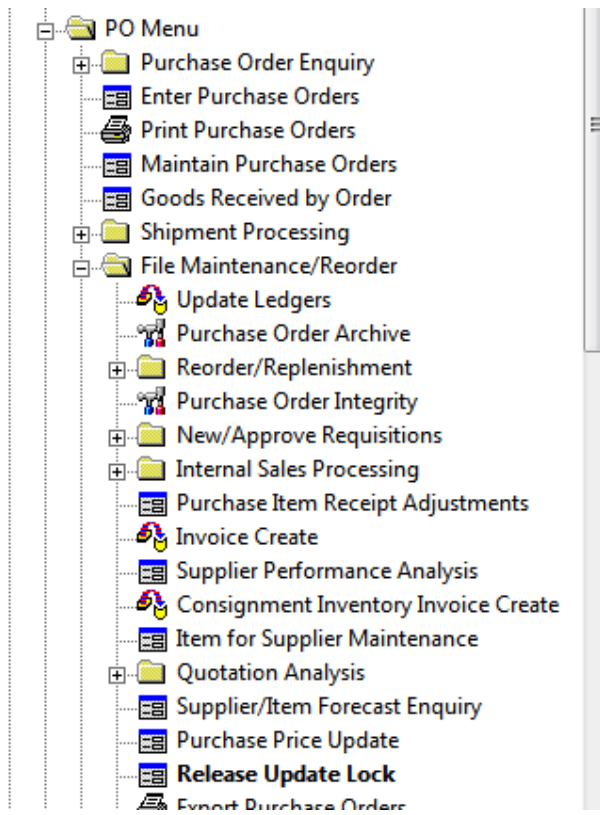 PO Menu
Purchase Order Enquiry
Enter Purchase Orders
Print Purchase Orders
Maintain Purchase Orders
Goods Received by Order
Shipment Processing
File Maintenance/Reorder
Update Ledgers
Purchase Order Archive
Reorder/Replenishment
Purchase Order Integrity
New/Approve Requisitions
Internal Sales Processing
Purchase Item Receipt Adjustments
Invoice Create
Supplier Performance Analysis
Consignment Inventory Invoice Create
Item for Supplier Maintenance
Quotation Analysis
Supplier/Item Forecast Enquiry
Purchase Price Update
Release Update Lock
Export Purchase Orders